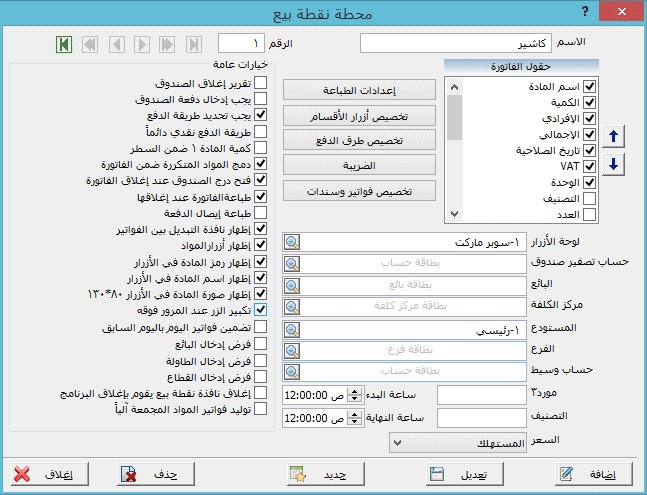 محطة نقطة بيع
الاسم كاشير الرقم ١
حقول الفاتورة
اسم المادة
الكمية
الإفرادي
الإجمالي
تاريخ الصلاحية
VAT
الوحدة
التصنيف
العدد
إعدادات الطباعة
تخصيص أزرار الأقسام
تخصيص طرق الدفع
الضريبة
تخصيص فواتير وسندات
لوحة الأزرار ١-سوبر ماركت
حساب تصفير صندوق بطاقة حساب
البائع بطاقة بائع
مركز الكلفة بطاقة مركز كلفة
المستودع ١-رئيسي
الفرع بطاقة فرع
حساب وسيط بطاقة حساب
مورد٣ ساعة البدء 12:00:00 ص
التصنيف ساعة النهاية 12:00:00 ص
السعر المستهلك
خيارات عامة
تقرير إغلاق الصندوق
يجب إدخال دفعة الصندوق
يجب تحديد طريقة الدفع
طريقة الدفع نقدي دائماً
كمية المادة ١ ضمن السطر
دمج المواد المتكررة ضمن الفاتورة
فتح درج الصندوق عند إغلاق الفاتورة
طباعةالفاتورة عند إغلاقها
طباعة إيصال الدفعة
إظهار نافذة التبديل بين الفواتير
إظهار أزرارالمواد
إظهار رمز المادة في الأزرار
إظهار اسم المادة في الأزرار
إظهار صورة المادة في الأزرار ٨٠*١٣٠
تكبير الزر عند المرور فوقه
تضمين فواتير اليوم باليوم السابق
فرض إدخال البائع
فرض إدخال الطاولة
فرض إدخال القطاع
إغلاق نافذة نقطة بيع يقوم بإغلاق البرنامج
توليد فواتير المواد المجمعة آلياً
إضافة تعديل جديد حذف إغلاق